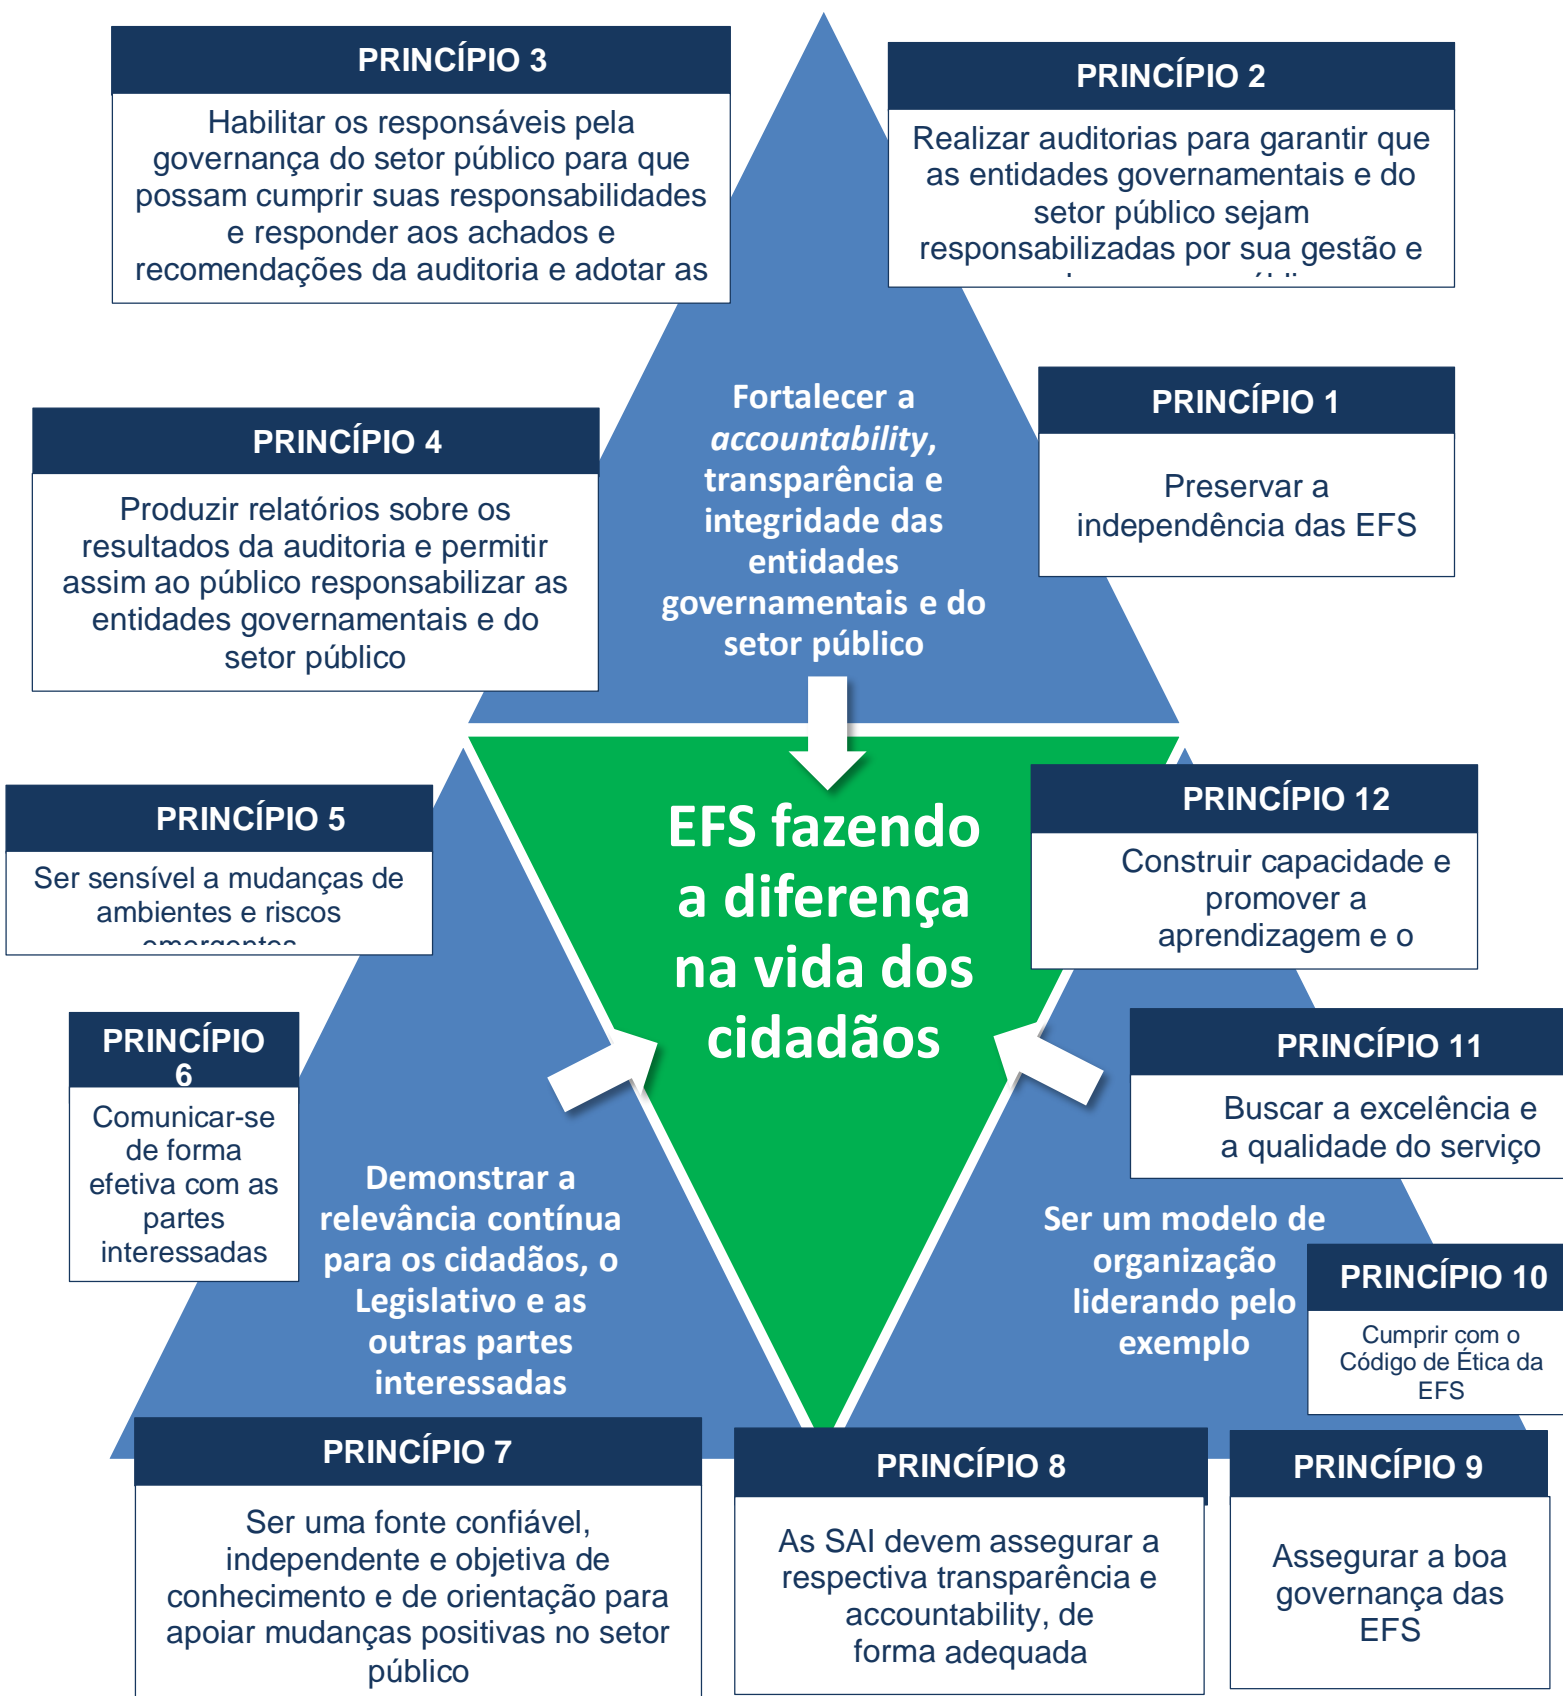 PRINCÍPIO 3
Habilitar os responsáveis pela
governança do setor público para que
possam cumprir suas responsabilidades
e responder aos achados e
recomendações da auditoria e adotar as
PRINCÍPIO 2
Realizar auditorias para garantir que
as entidades governamentais e do
setor público sejam
responsabilizadas por sua gestão e
PRINCÍPIO 4
Produzir relatórios sobre os
resultados da auditoria e permitir
assim ao público responsabilizar as
entidades governamentais e do
setor público
Fortalecer a
accountability,
transparência e
integridade das
entidades
governamentais e do
setor público
PRINCÍPIO 1
Preservar a
independência das EFS
PRINCÍPIO 5
Ser sensível a mudanças de
ambientes e riscos
emergentes
EFS fazendo
a diferença
na vida dos
cidadãos
PRINCÍPIO 12
Construir capacidade e
promover a
aprendizagem e o
PRINCÍPIO
6
Comunicar-se
de forma
efetiva com as
partes
interessadas
Demonstrar a
relevância contínua
para os cidadãos, o
Legislativo e as
outras partes
interessadas
PRINCÍPIO 11
Buscar a excelência e
a qualidade do serviço
Ser um modelo de
organização
liderando pelo
exemplo
PRINCÍPIO 10
Cumprir com o
Código de Ética da
EFS
PRINCÍPIO 7
Ser uma fonte confiável,
independente e objetiva de
conhecimento e de orientação para
apoiar mudanças positivas no setor
público
PRINCÍPIO 8
As SAI devem assegurar a
respectiva transparência e
accountability, de
forma adequada
PRINCÍPIO 9
Assegurar a boa
governança das
EFS